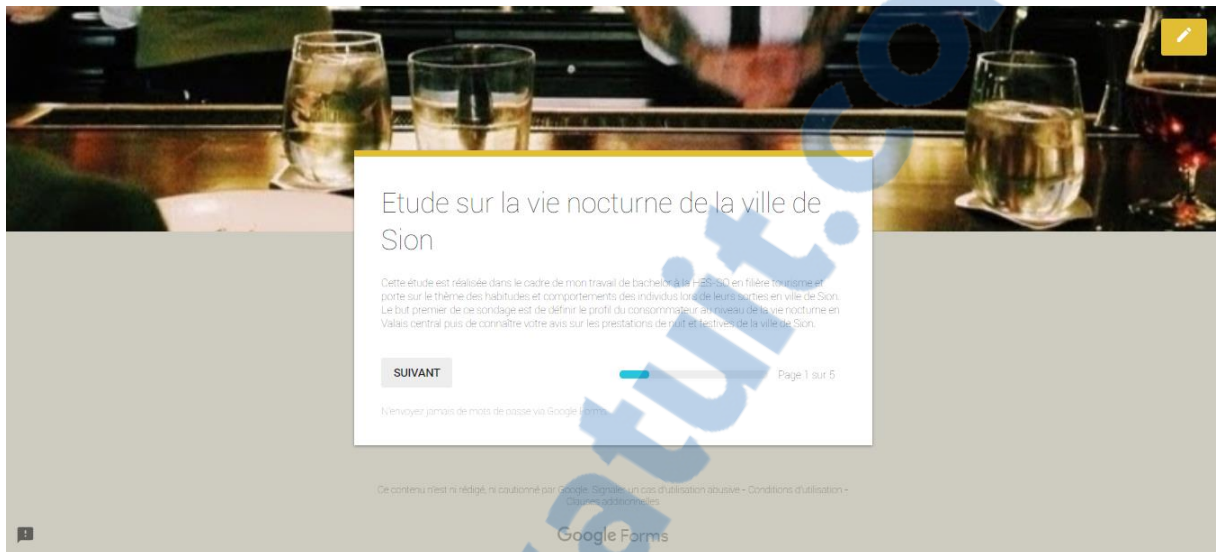 Etude sur la vie nocturne de la ville de
Sion
Cette étude est réalisée dans le cadre de mon travail de bachelor à la HES-SO en filière tourisme et
porte sur le thème des habitudes et comportements des individus lors de leurs sorties en ville de Sion.
Le but premier de ce sondage est de définir le profil du consommateur au niveau de la vie nocturne en
Valais central puis de connaître votre avis sur les prestations de nuit et festives de la ville de Sion.
SUIVANT
Page 1 sur 5
N'envoyez jamais de mots de passe via Google Forms.
Ce contenu n'est ni rédigé, ni cautionné par Google. Signaler un cas d'utilisation abusive - Conditions d'utilisation -
Clauses additionnelles
Google Forms
atuit.c